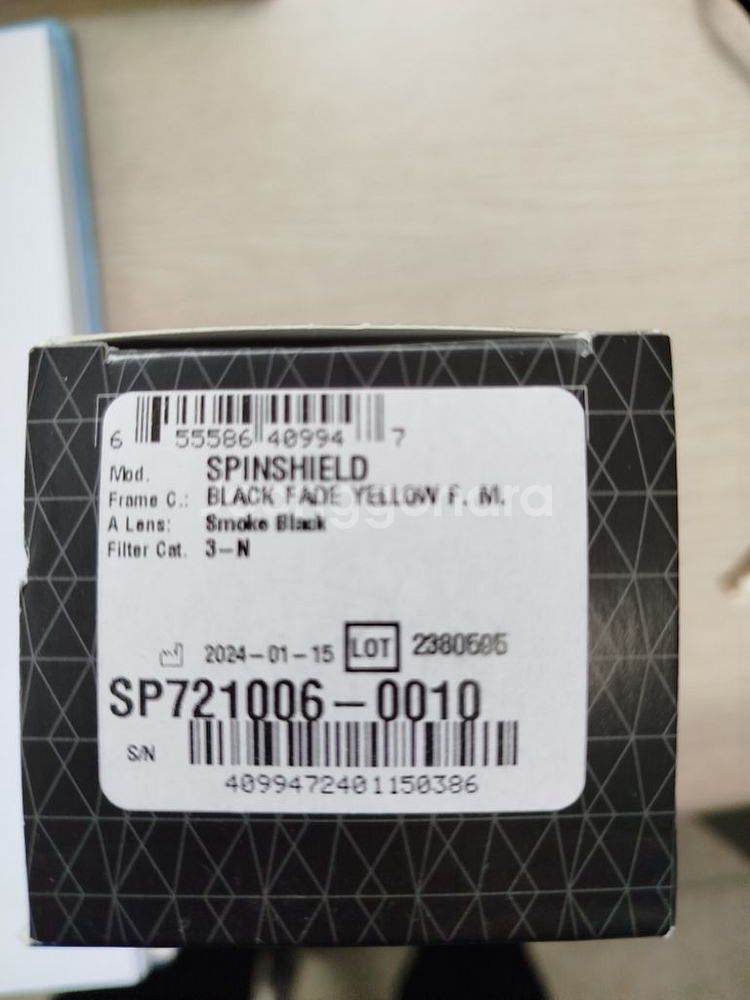 6 55586 40994 7
Mod. SPINSHIELD
Frame C.: BLACK FADE YELLOW F. M.
A Lens: Smoke Black
Filter Cat. 3-N
2024-01-15 LOT 2380595
SP721006-0010
S/N
4099472401150386